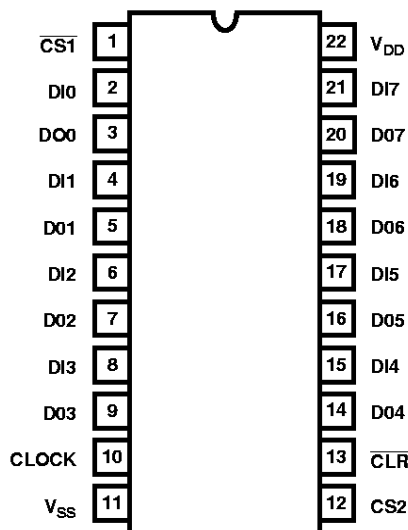 C̅S̅1̅ 1 22 VDD
DI0 2 21 DI7
DO0 3 20 D07
DI1 4 19 DI6
D01 5 18 D06
DI2 6 17 DI5
D02 7 16 D05
DI3 8 15 DI4
D03 9 14 D04
CLOCK 10 13 C̅L̅R̅
VSS 11 12 CS2